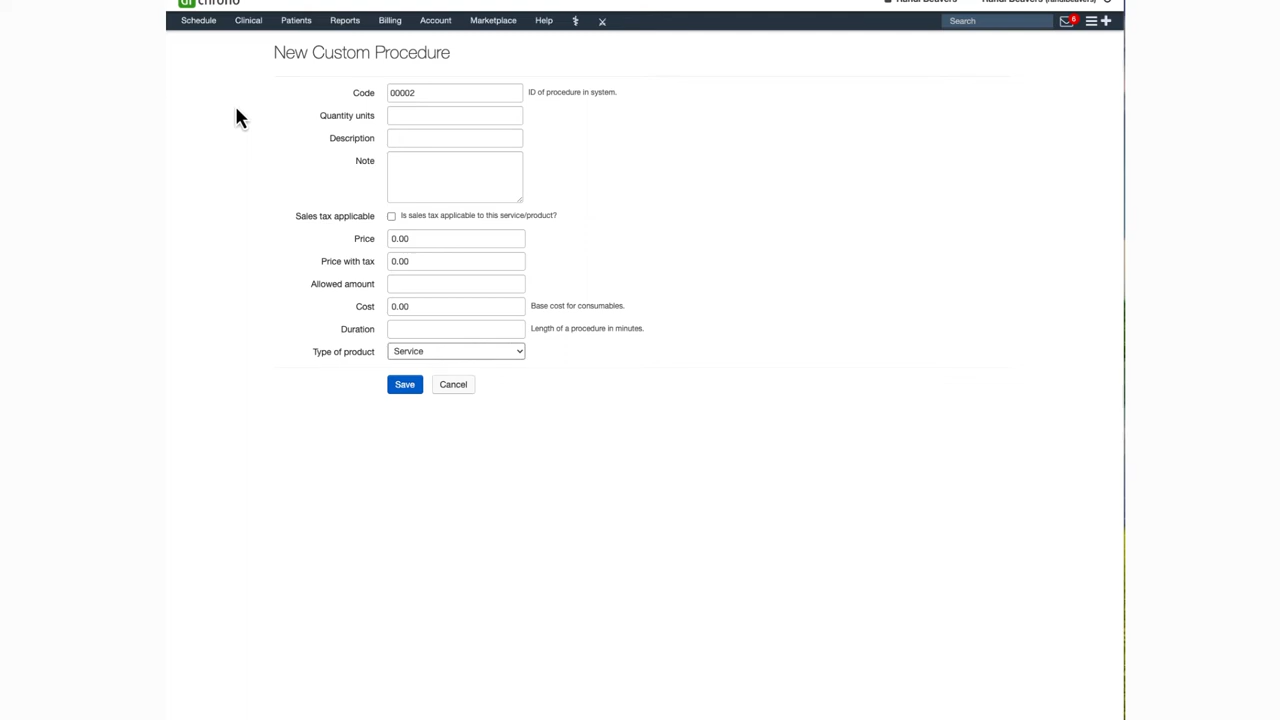 chrono
Schedule Clinical Patients Reports Billing Account Marketplace Help Search 6
New Custom Procedure
Code 00002 ID of procedure in system.
Quantity units
Description
Note
Sales tax applicable Is sales tax applicable to this service/product?
Price 0.00
Price with tax 0.00
Allowed amount
Cost 0.00 Base cost for consumables.
Duration Length of a procedure in minutes.
Type of product Service
Save Cancel